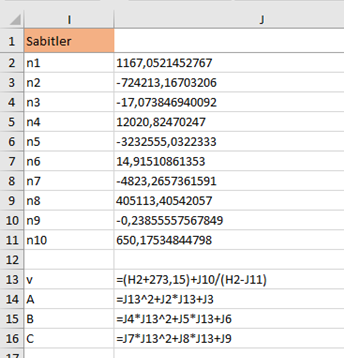 I J
1 Sabitler
2 n1 1167,0521452767
3 n2 -724213,16703206
4 n3 -17,073846940092
5 n4 12020,82470247
6 n5 -3232555,0322333
7 n6 14,91510861353
8 n7 -4823,2657361591
9 n8 405113,40542057
10 n9 -0,23855557567849
11 n10 650,17534844798
12
13 v =(H2+273,15)+J10/(H2-J11)
14 A =J13^2+J2*J13+J3
15 B =J4*J13^2+J5*J13+J6
16 C =J7*J13^2+J8*J13+J9